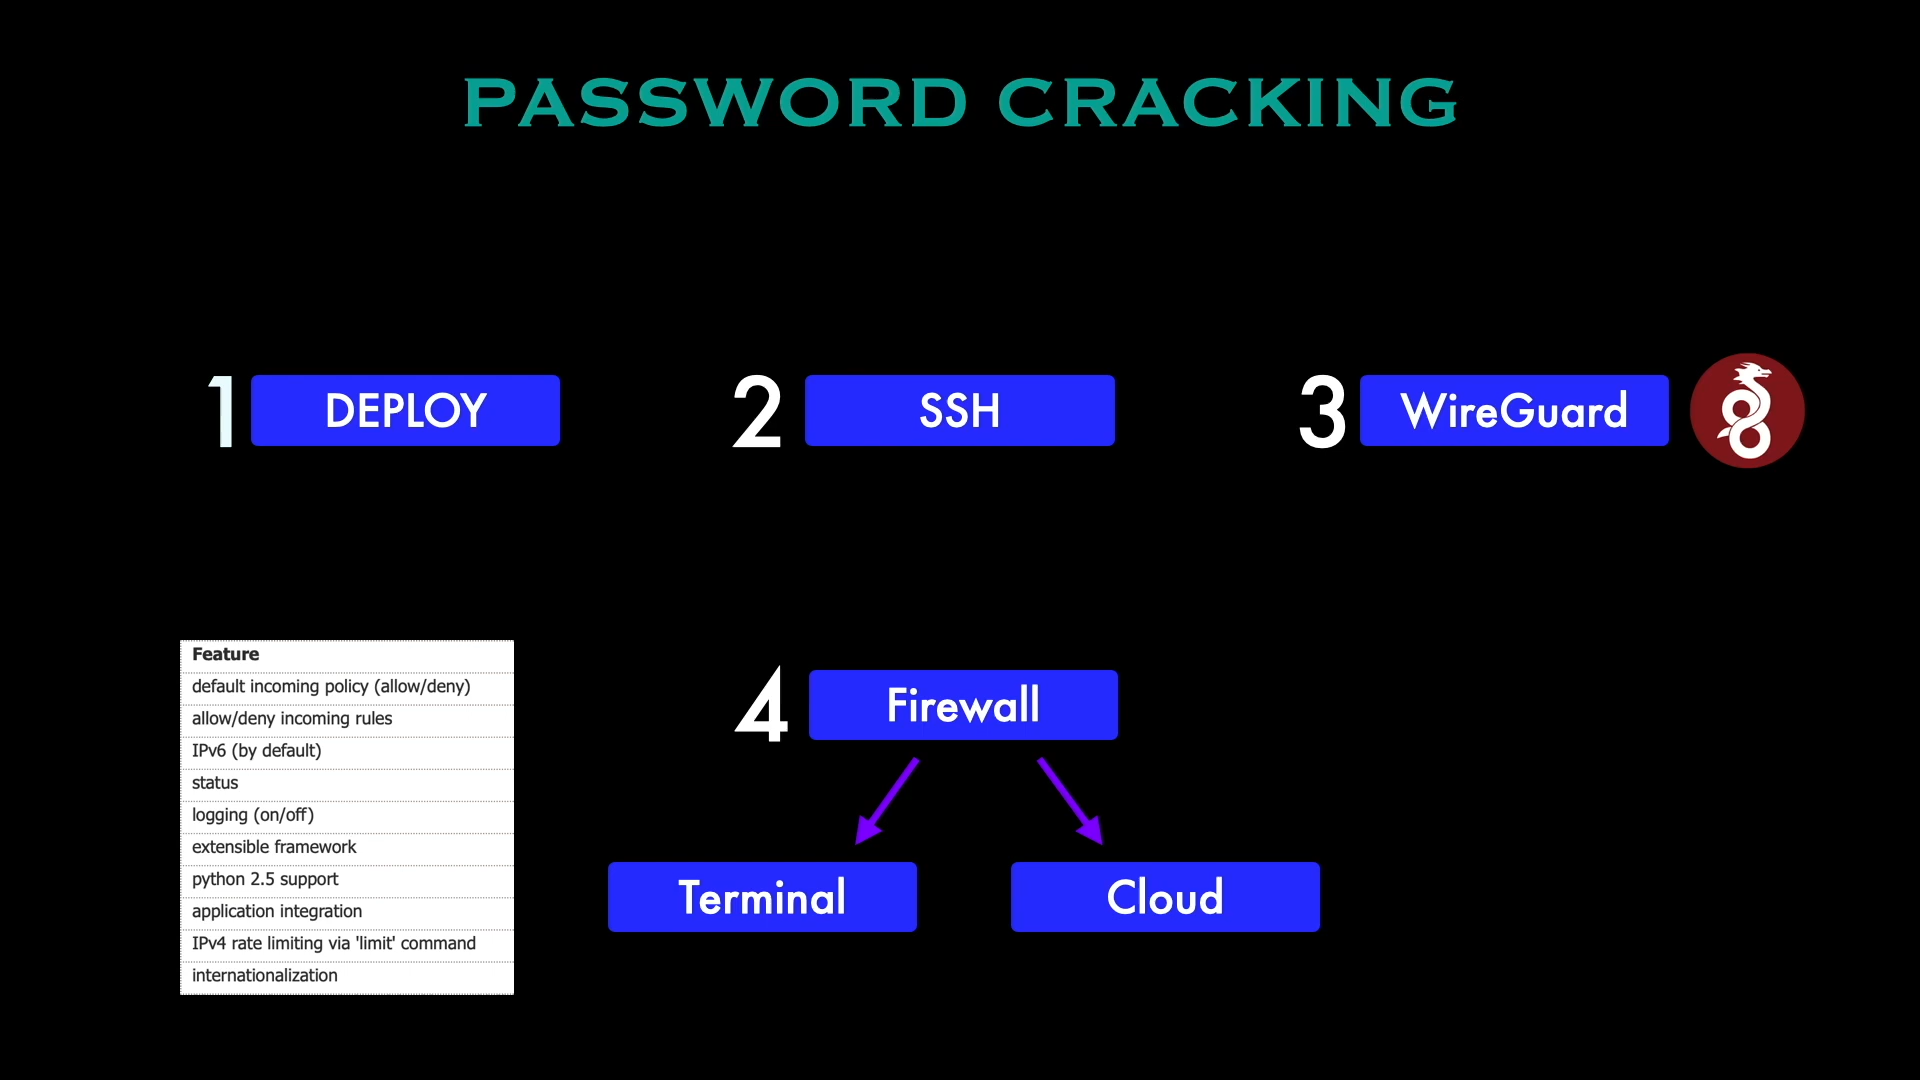 PASSWORD CRACKING
1 DEPLOY
2 SSH
3 WireGuard
4 Firewall
Terminal
Cloud
Feature
default incoming policy (allow/deny)
allow/deny incoming rules
IPv6 (by default)
status
logging (on/off)
extensible framework
python 2.5 support
application integration
IPv4 rate limiting via 'limit' command
internationalization